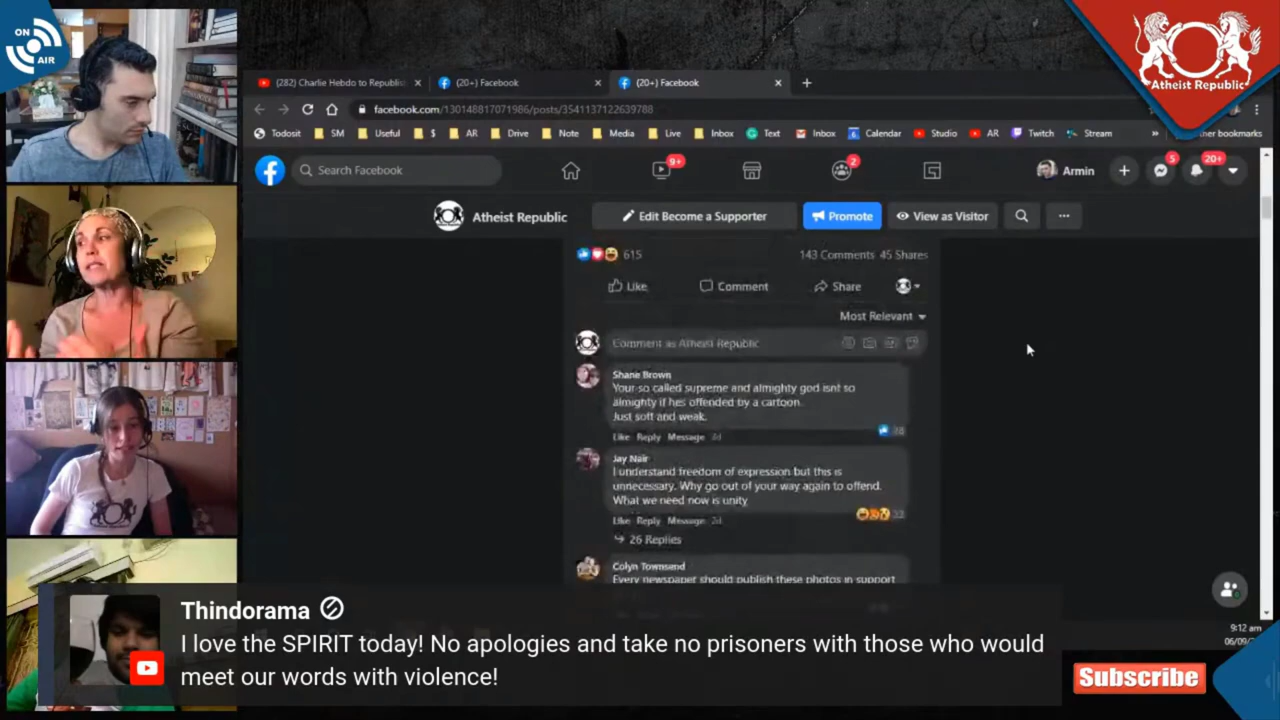 ON
AIR
Atheist Republic
(282) Charlie Hebdo to Republis
(20+) Facebook
(20+) Facebook
facebook.com/130148817071986/posts/3541137122639788
Todosit
SM
Useful
$
AR
Drive
Note
Media
Live
Inbox
Text
Inbox
Calendar
Studio
AR
Twitch
Stream
»
her bookmarks
Search Facebook
9+
2
Armin
5
20+
Atheist Republic
Edit Become a Supporter
Promote
View as Visitor
615
143 Comments 45 Shares
Like
Comment
Share
Most Relevant
Comment as Atheist Republic
Brown
Your so called supreme and almighty god isnt so
almighty if hes offended by a cartoon.
Just soft and weak.
Like Reply Message 2d
Jay Nair
I understand freedom of expression but this is
unnecessary. Why go out of your way again to offend.
What we need now is unity
Like Reply Message 2d
26 Replies
Colyn Townsend
Every newspaper should publish these photos in support
9:12 am
06/09/
Thindorama
I love the SPIRIT today! No apologies and take no prisoners with those who would
meet our words with violence!
Subscribe